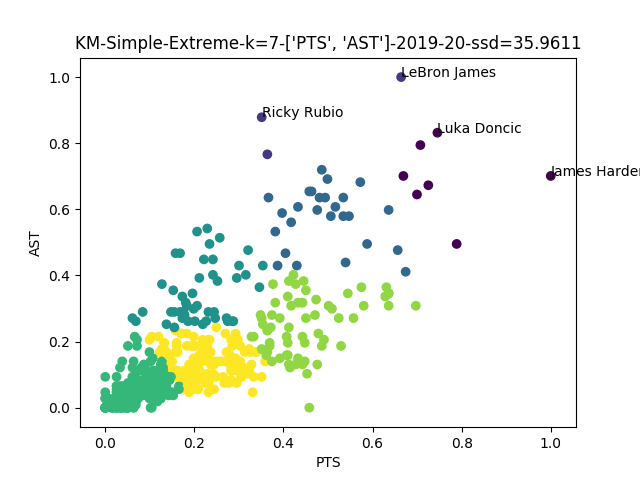 KM-Simple-Extreme-k=7-['PTS', 'AST']-2019-20-ssd=35.9611
1.0
LeBron James
Ricky Rubio
0.8
Luka Doncic
James Harde
0.6
AST
0.4
0.2
0.0
0.0 0.2 0.4 0.6 0.8 1.0
PTS